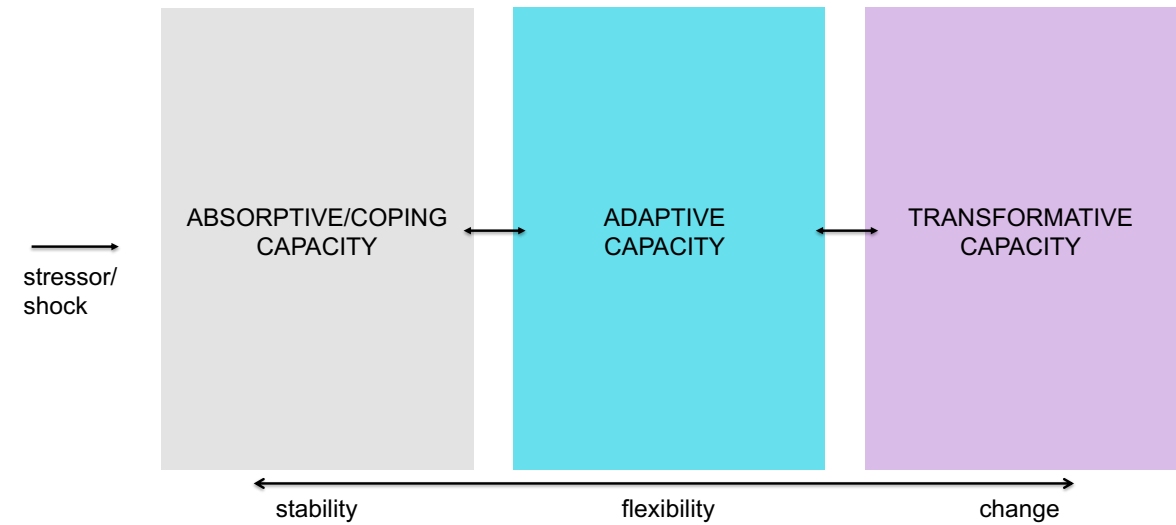 ABSORPTIVE/COPING
CAPACITY
ADAPTIVE
CAPACITY
TRANSFORMATIVE
CAPACITY
stressor/
shock
stability
flexibility
change